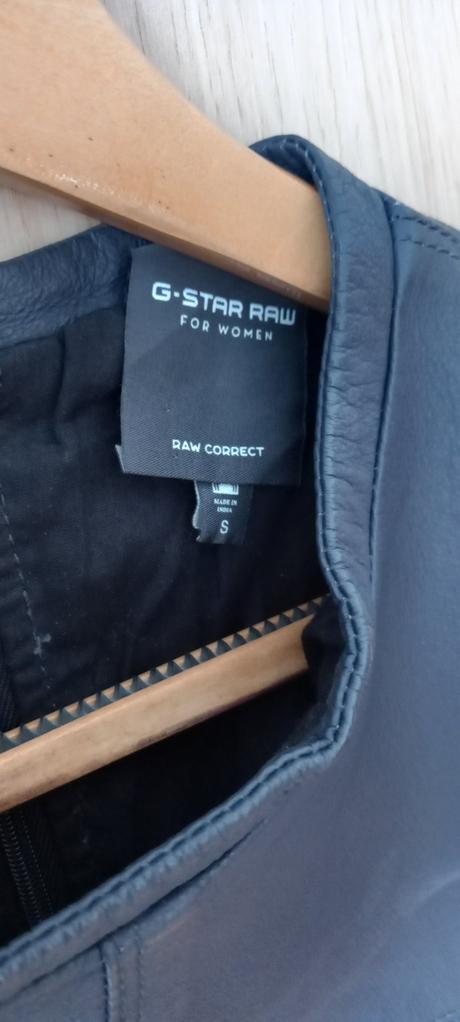 G-STAR RAW
FOR WOMEN
RAW CORRECT
MADE IN
INDIA
S